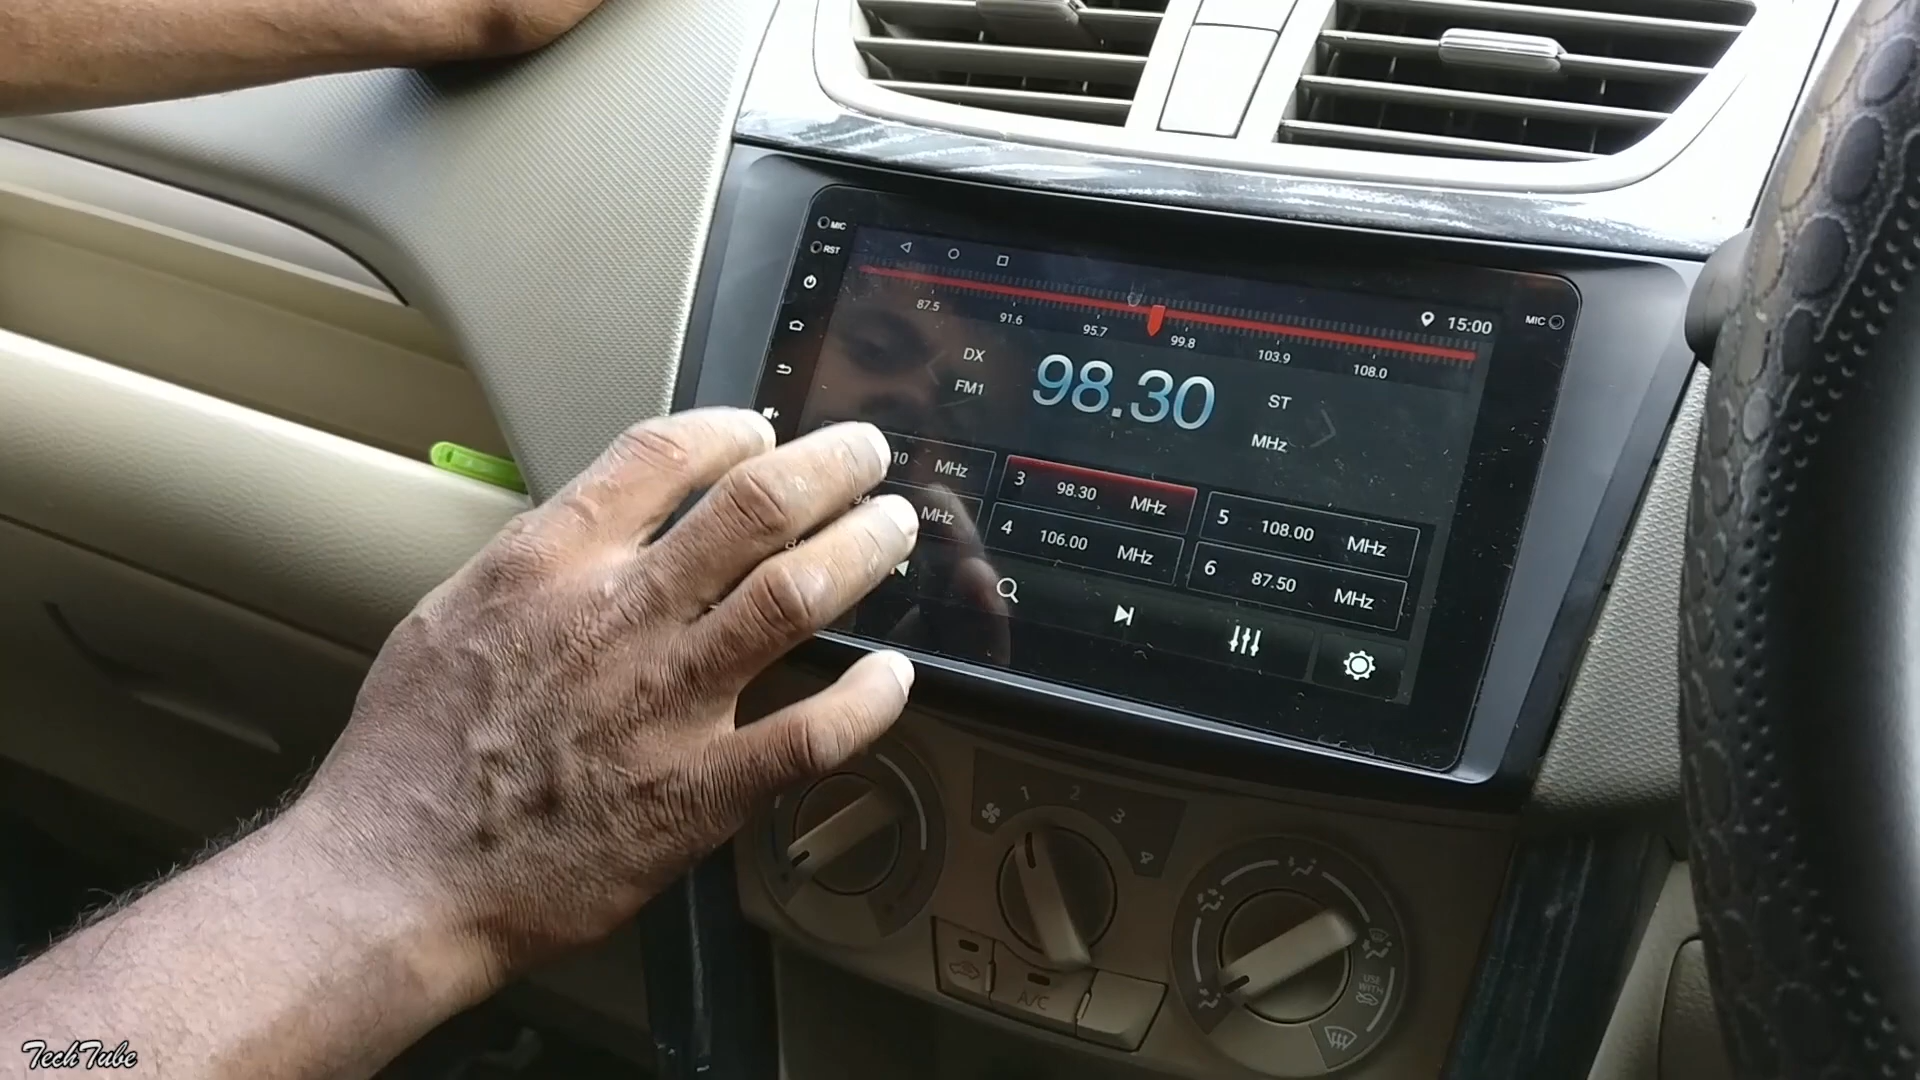 MIC
RST
87.5
91.6
95.7
99.8
103.9
108.0
15:00
MIC
DX
FM1
98.30
ST
MHz
10 MHz
3 98.30 MHz
5 108.00 MHz
94 MHz
4 106.00 MHz
6 87.50 MHz
1 2 3 4
A/C
USE
WITH
TechTube